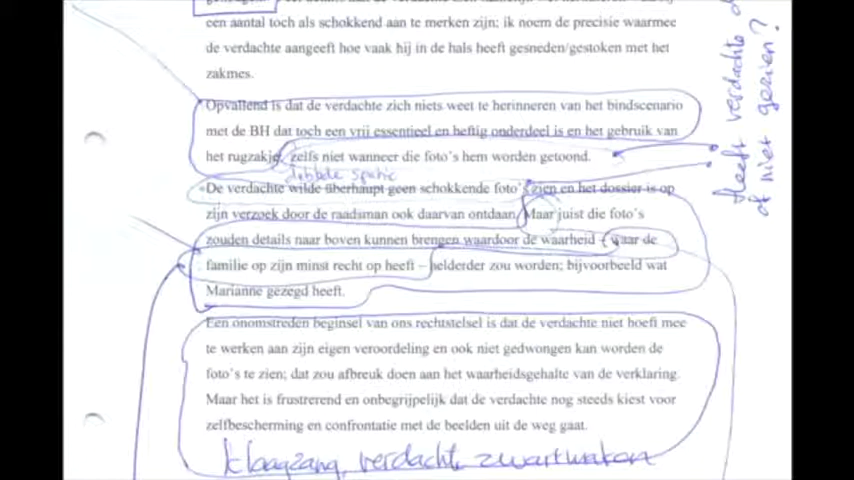 een aantal toch als schokkend aan te merken zijn; ik noem de precisie waarmee
de verdachte aangeeft hoe vaak hij in de hals heeft gesneden/gestoken met het
zakmes.
Opvallend is dat de verdachte zich niets weet te herinneren van het bindscenario
met de BH dat toch een vrij essentieel en heftig onderdeel is en het gebruik van
het rugzakje, zelfs niet wanneer die foto's hem worden getoond.
dubbele spatie
De verdachte wilde überhaupt geen schokkende foto's zien en het dossier is op
zijn verzoek door de raadsman ook daarvan ontdaan. Maar juist die foto's
zouden details naar boven kunnen brengen waardoor de waarheid – waar de
familie op zijn minst recht op heeft – helderder zou worden; bijvoorbeeld wat
Marianne gezegd heeft.
Een onomstreden beginsel van ons rechtstelsel is dat de verdachte niet hoeft mee
te werken aan zijn eigen veroordeling en ook niet gedwongen kan worden de
foto's te zien; dat zou afbreuk doen aan het waarheidsgehalte van de verklaring.
Maar het is frustrerend en onbegrijpelijk dat de verdachte nog steeds kiest voor
zelfbescherming en confrontatie met de beelden uit de weg gaat.
klaagzang, verdachte zwartmaken
Heeft verdachte
of niet gezien?